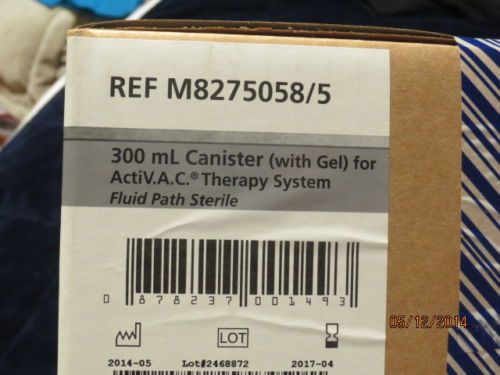 REF M8275058/5
300 mL Canister (with Gel) for
ActiV.A.C.® Therapy System
Fluid Path Sterile
0 878237 001493
LOT
2014-05 Lot#2468872 2017-04
05/12/2014